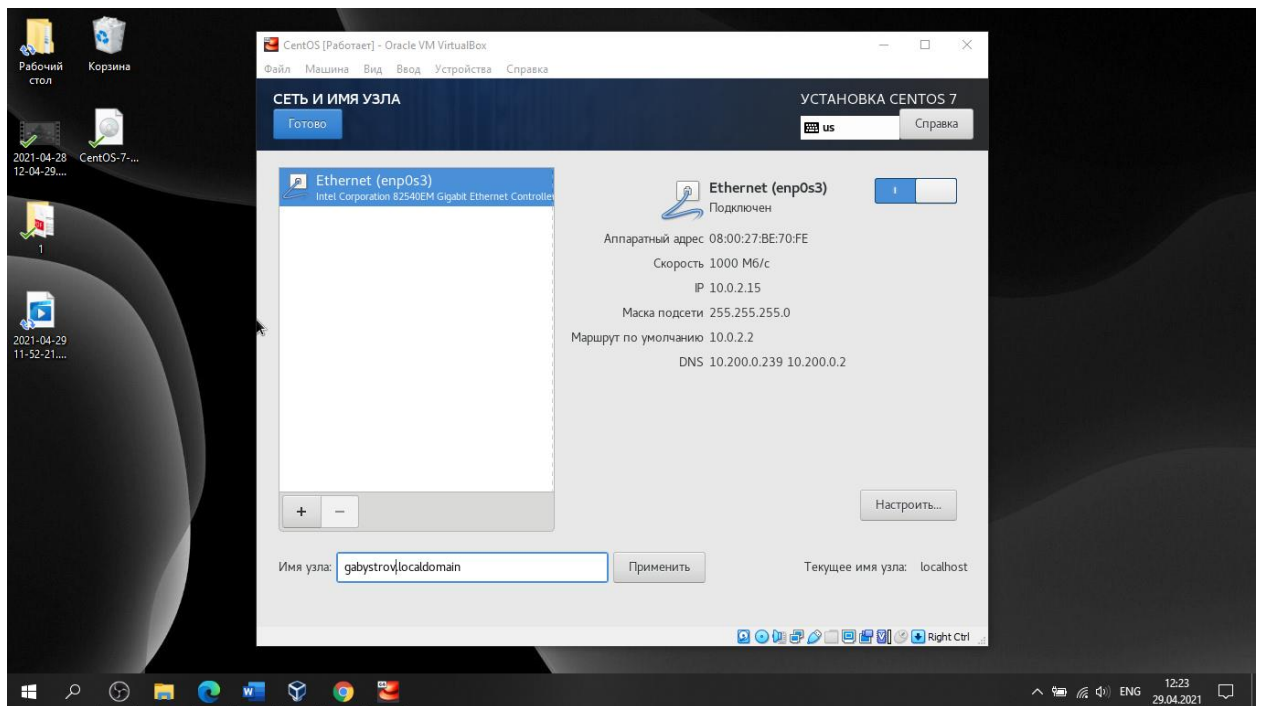 Рабочий стол
Корзина
2021-04-28 12-04-29....
CentOS-7-...
1
2021-04-29 11-52-21....
CentOS [Работает] - Oracle VM VirtualBox
Файл Машина Вид Ввод Устройства Справка
СЕТЬ И ИМЯ УЗЛА
УСТАНОВКА CENTOS 7
Готово
us
Справка
Ethernet (enp0s3)
Intel Corporation 82540EM Gigabit Ethernet Controller
Ethernet (enp0s3)
Подключен
Аппаратный адрес 08:00:27:BE:70:FE
Скорость 1000 Мб/с
IP 10.0.2.15
Маска подсети 255.255.255.0
Маршрут по умолчанию 10.0.2.2
DNS 10.200.0.239 10.200.0.2
+ −
Настроить...
Имя узла: gabystrov.localdomain
Применить
Текущее имя узла: localhost
Right Ctrl
ENG
12:23
29.04.2021